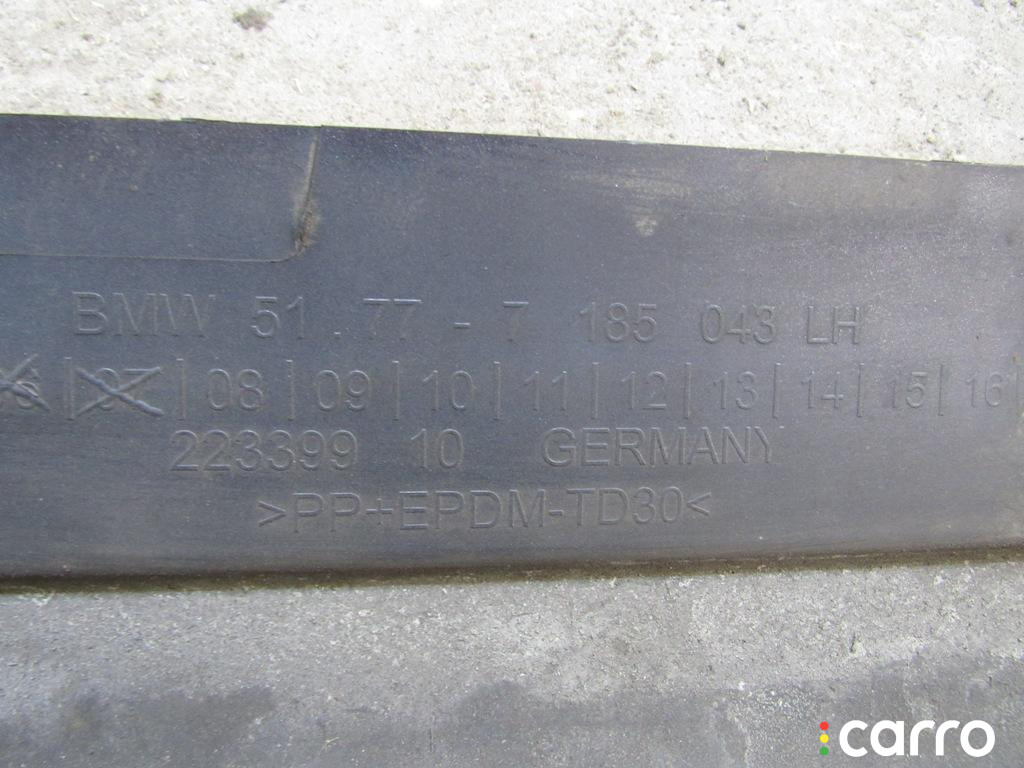 BMW 51.77 - 7 185 043 LH
| 07 | 08 | 09 | 10 | 11 | 12 | 13 | 14 | 15 | 16 |
223399 10 GERMANY
>PP+EPDM-TD30<
carro